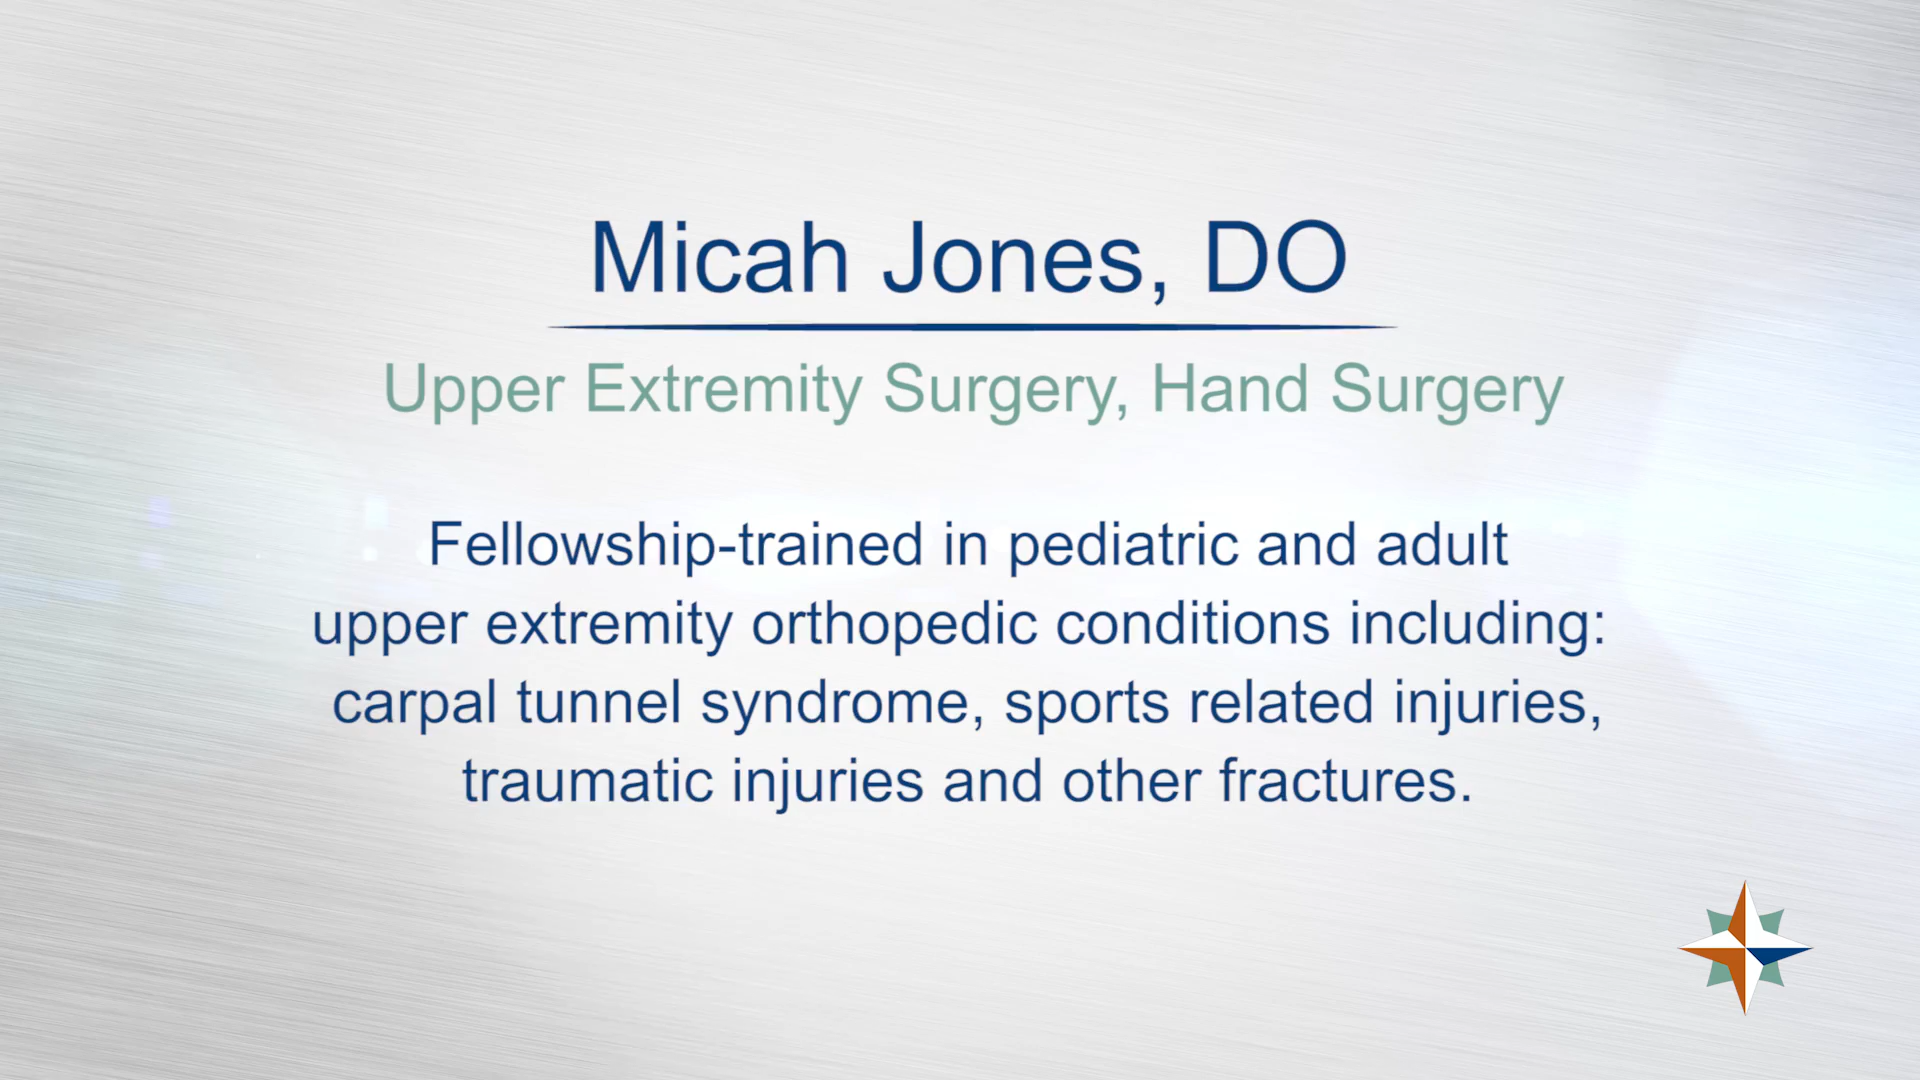 Micah Jones, DO
Upper Extremity Surgery, Hand Surgery
Fellowship-trained in pediatric and adult
upper extremity orthopedic conditions including:
carpal tunnel syndrome, sports related injuries,
traumatic injuries and other fractures.